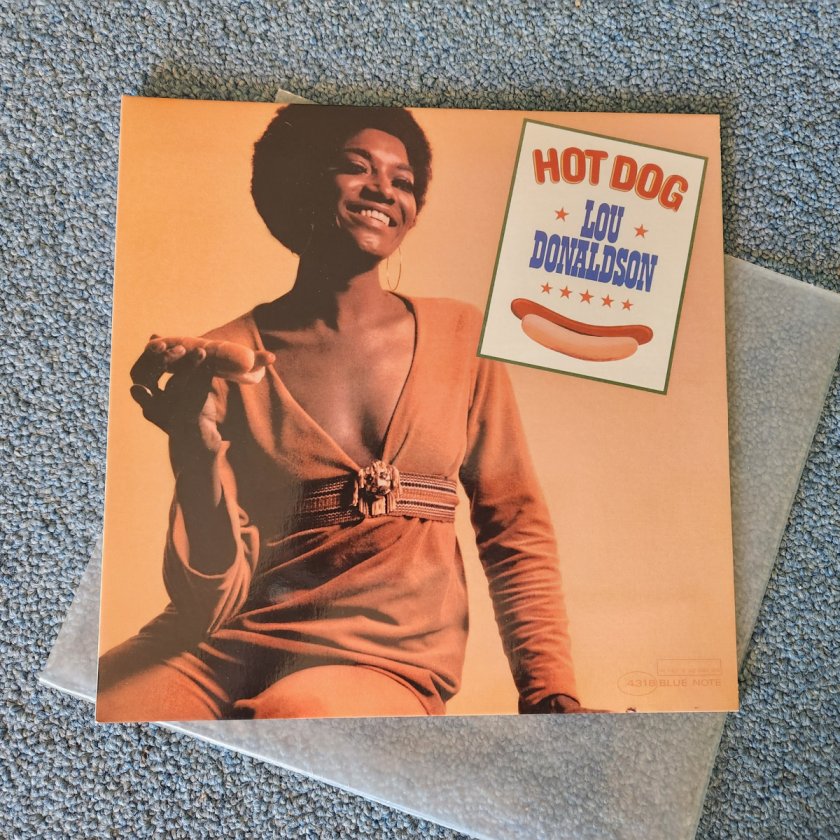 HOT DOG
LOU
DONALDSON
4318 BLUE NOTE